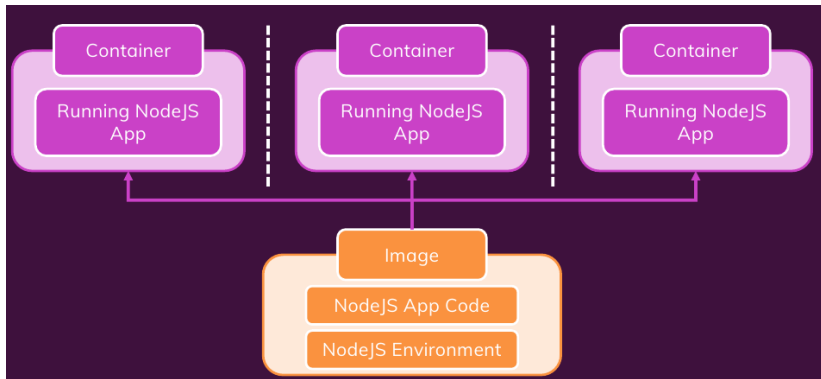 Container
Container
Container
Running NodeJS
App
Running NodeJS
App
Running NodeJS
App
Image
NodeJS App Code
NodeJS Environment